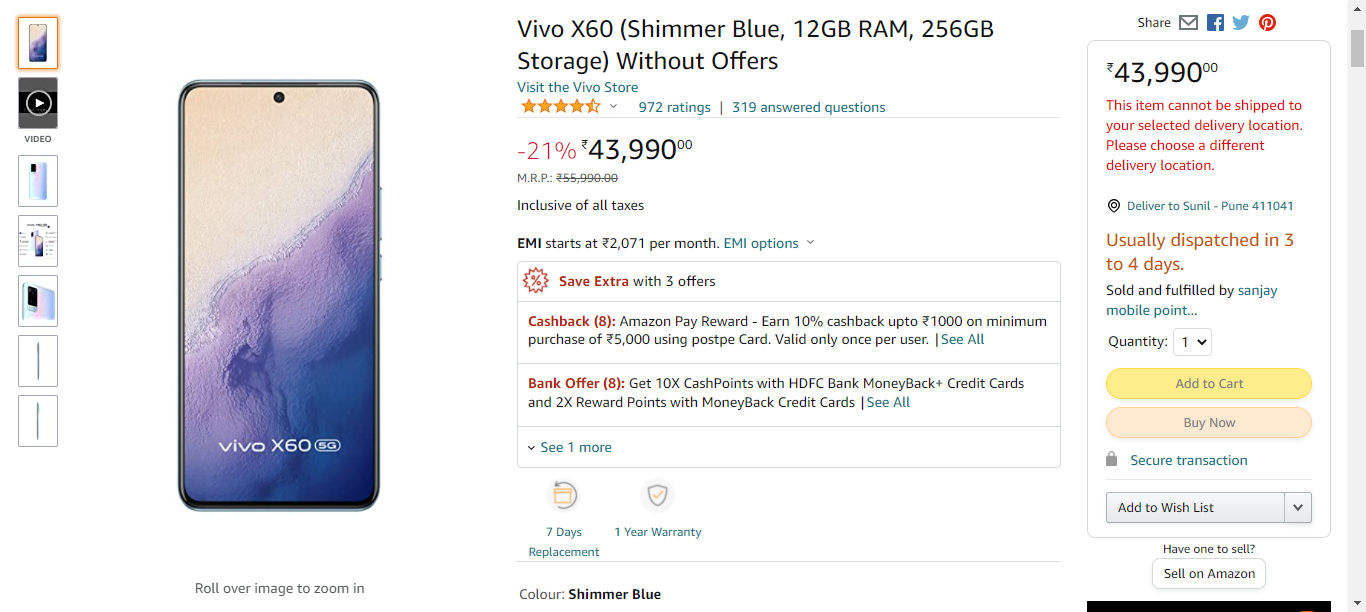 VIDEO
vivo X60 5G
Roll over image to zoom in
Vivo X60 (Shimmer Blue, 12GB RAM, 256GB
Storage) Without Offers
Visit the Vivo Store
972 ratings | 319 answered questions
-21% ₹43,99000
M.R.P.: ₹55,990.00
Inclusive of all taxes
EMI starts at ₹2,071 per month. EMI options
Save Extra with 3 offers
Cashback (8): Amazon Pay Reward - Earn 10% cashback upto ₹1000 on minimum
purchase of ₹5,000 using postpe Card. Valid only once per user. | See All
Bank Offer (8): Get 10X CashPoints with HDFC Bank MoneyBack+ Credit Cards
and 2X Reward Points with MoneyBack Credit Cards | See All
See 1 more
7 Days
Replacement
1 Year Warranty
Colour: Shimmer Blue
Share
₹43,99000
This item cannot be shipped to
your selected delivery location.
Please choose a different
delivery location.
Deliver to Sunil - Pune 411041
Usually dispatched in 3
to 4 days.
Sold and fulfilled by sanjay
mobile point...
Quantity: 1
Add to Cart
Buy Now
Secure transaction
Add to Wish List
Have one to sell?
Sell on Amazon